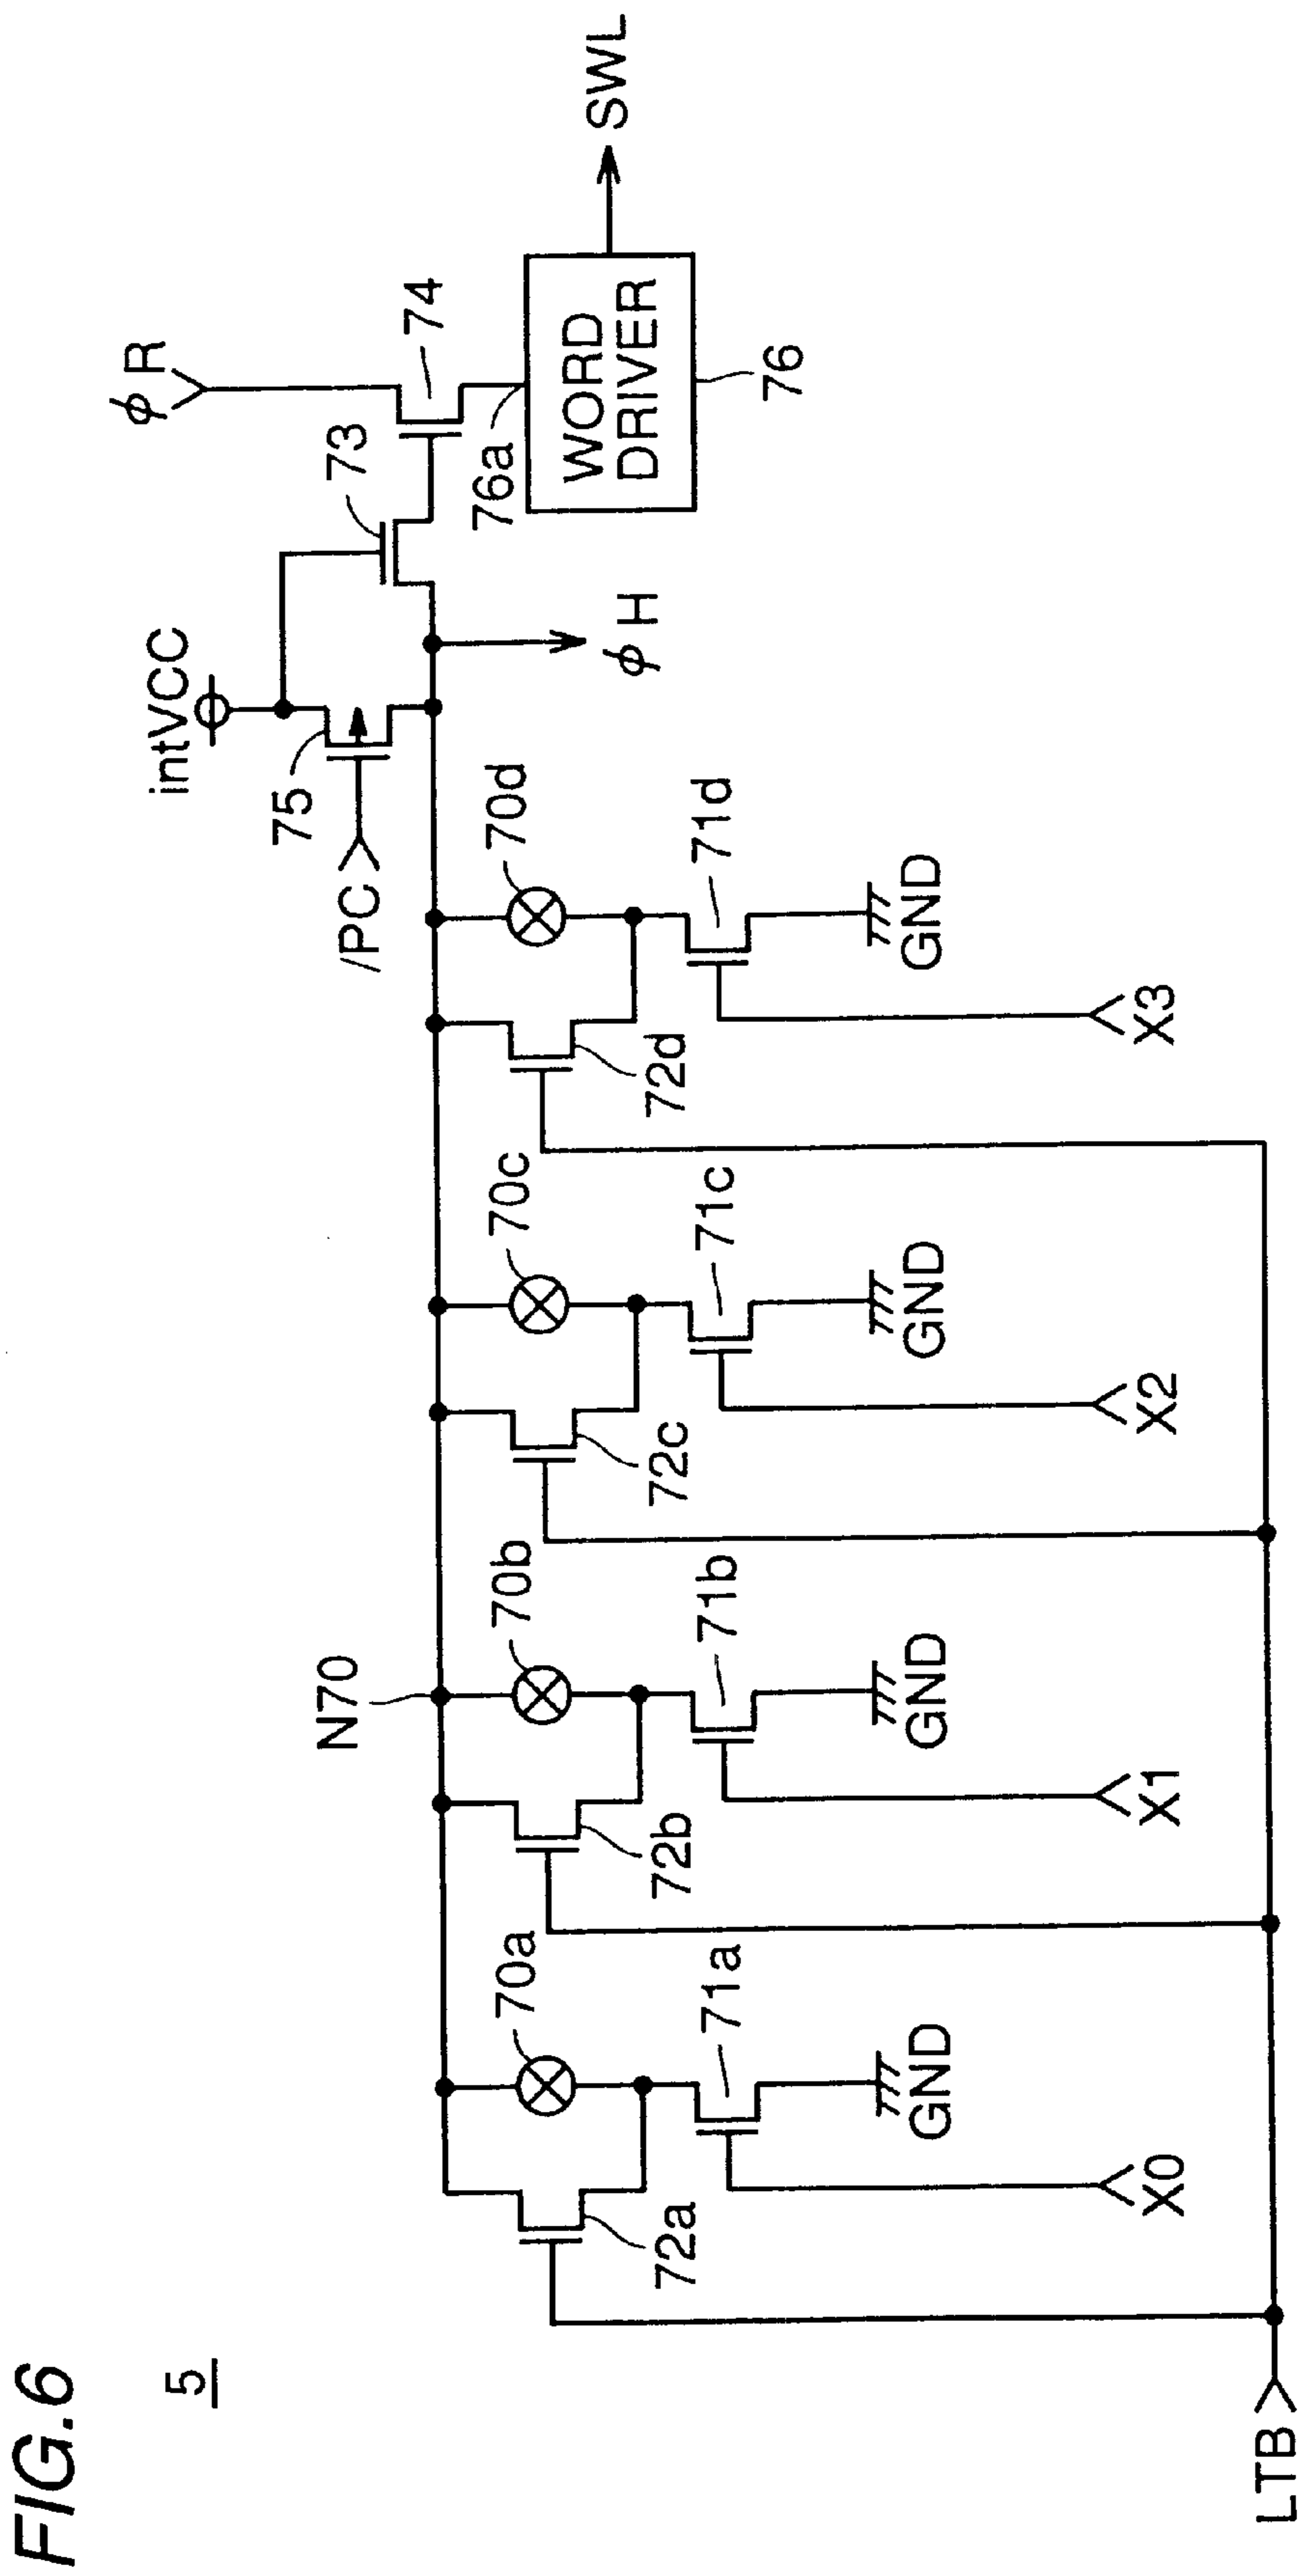 FIG.6
5
intVCC
φR
75
73
74
/PC
76a
WORD
DRIVER
SWL
76
φH
N70
70a
70b
70c
70d
72a
72b
72c
72d
71a
71b
71c
71d
GND
GND
GND
GND
X0
X1
X2
X3
LTB